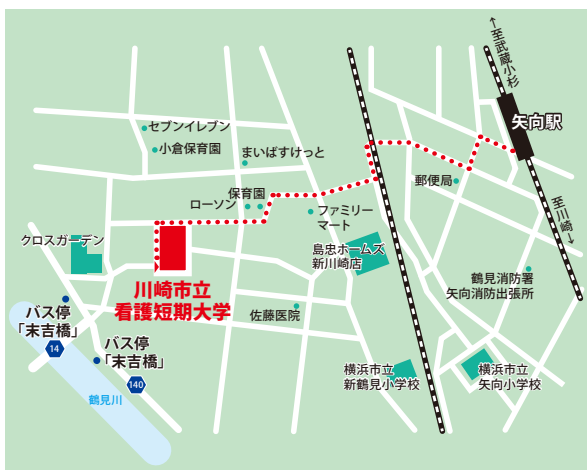 ←至武蔵小杉
矢向駅
至川崎→
セブンイレブン
小倉保育園
まいばすけっと
郵便局
保育園
ローソン
ファミリー
マート
クロスガーデン
島忠ホームズ
新川崎店
川崎市立
看護短期大学
鶴見消防署
矢向消防出張所
バス停
「末吉橋」
14
佐藤医院
バス停
「末吉橋」
140
横浜市立
新鶴見小学校
横浜市立
矢向小学校
鶴見川